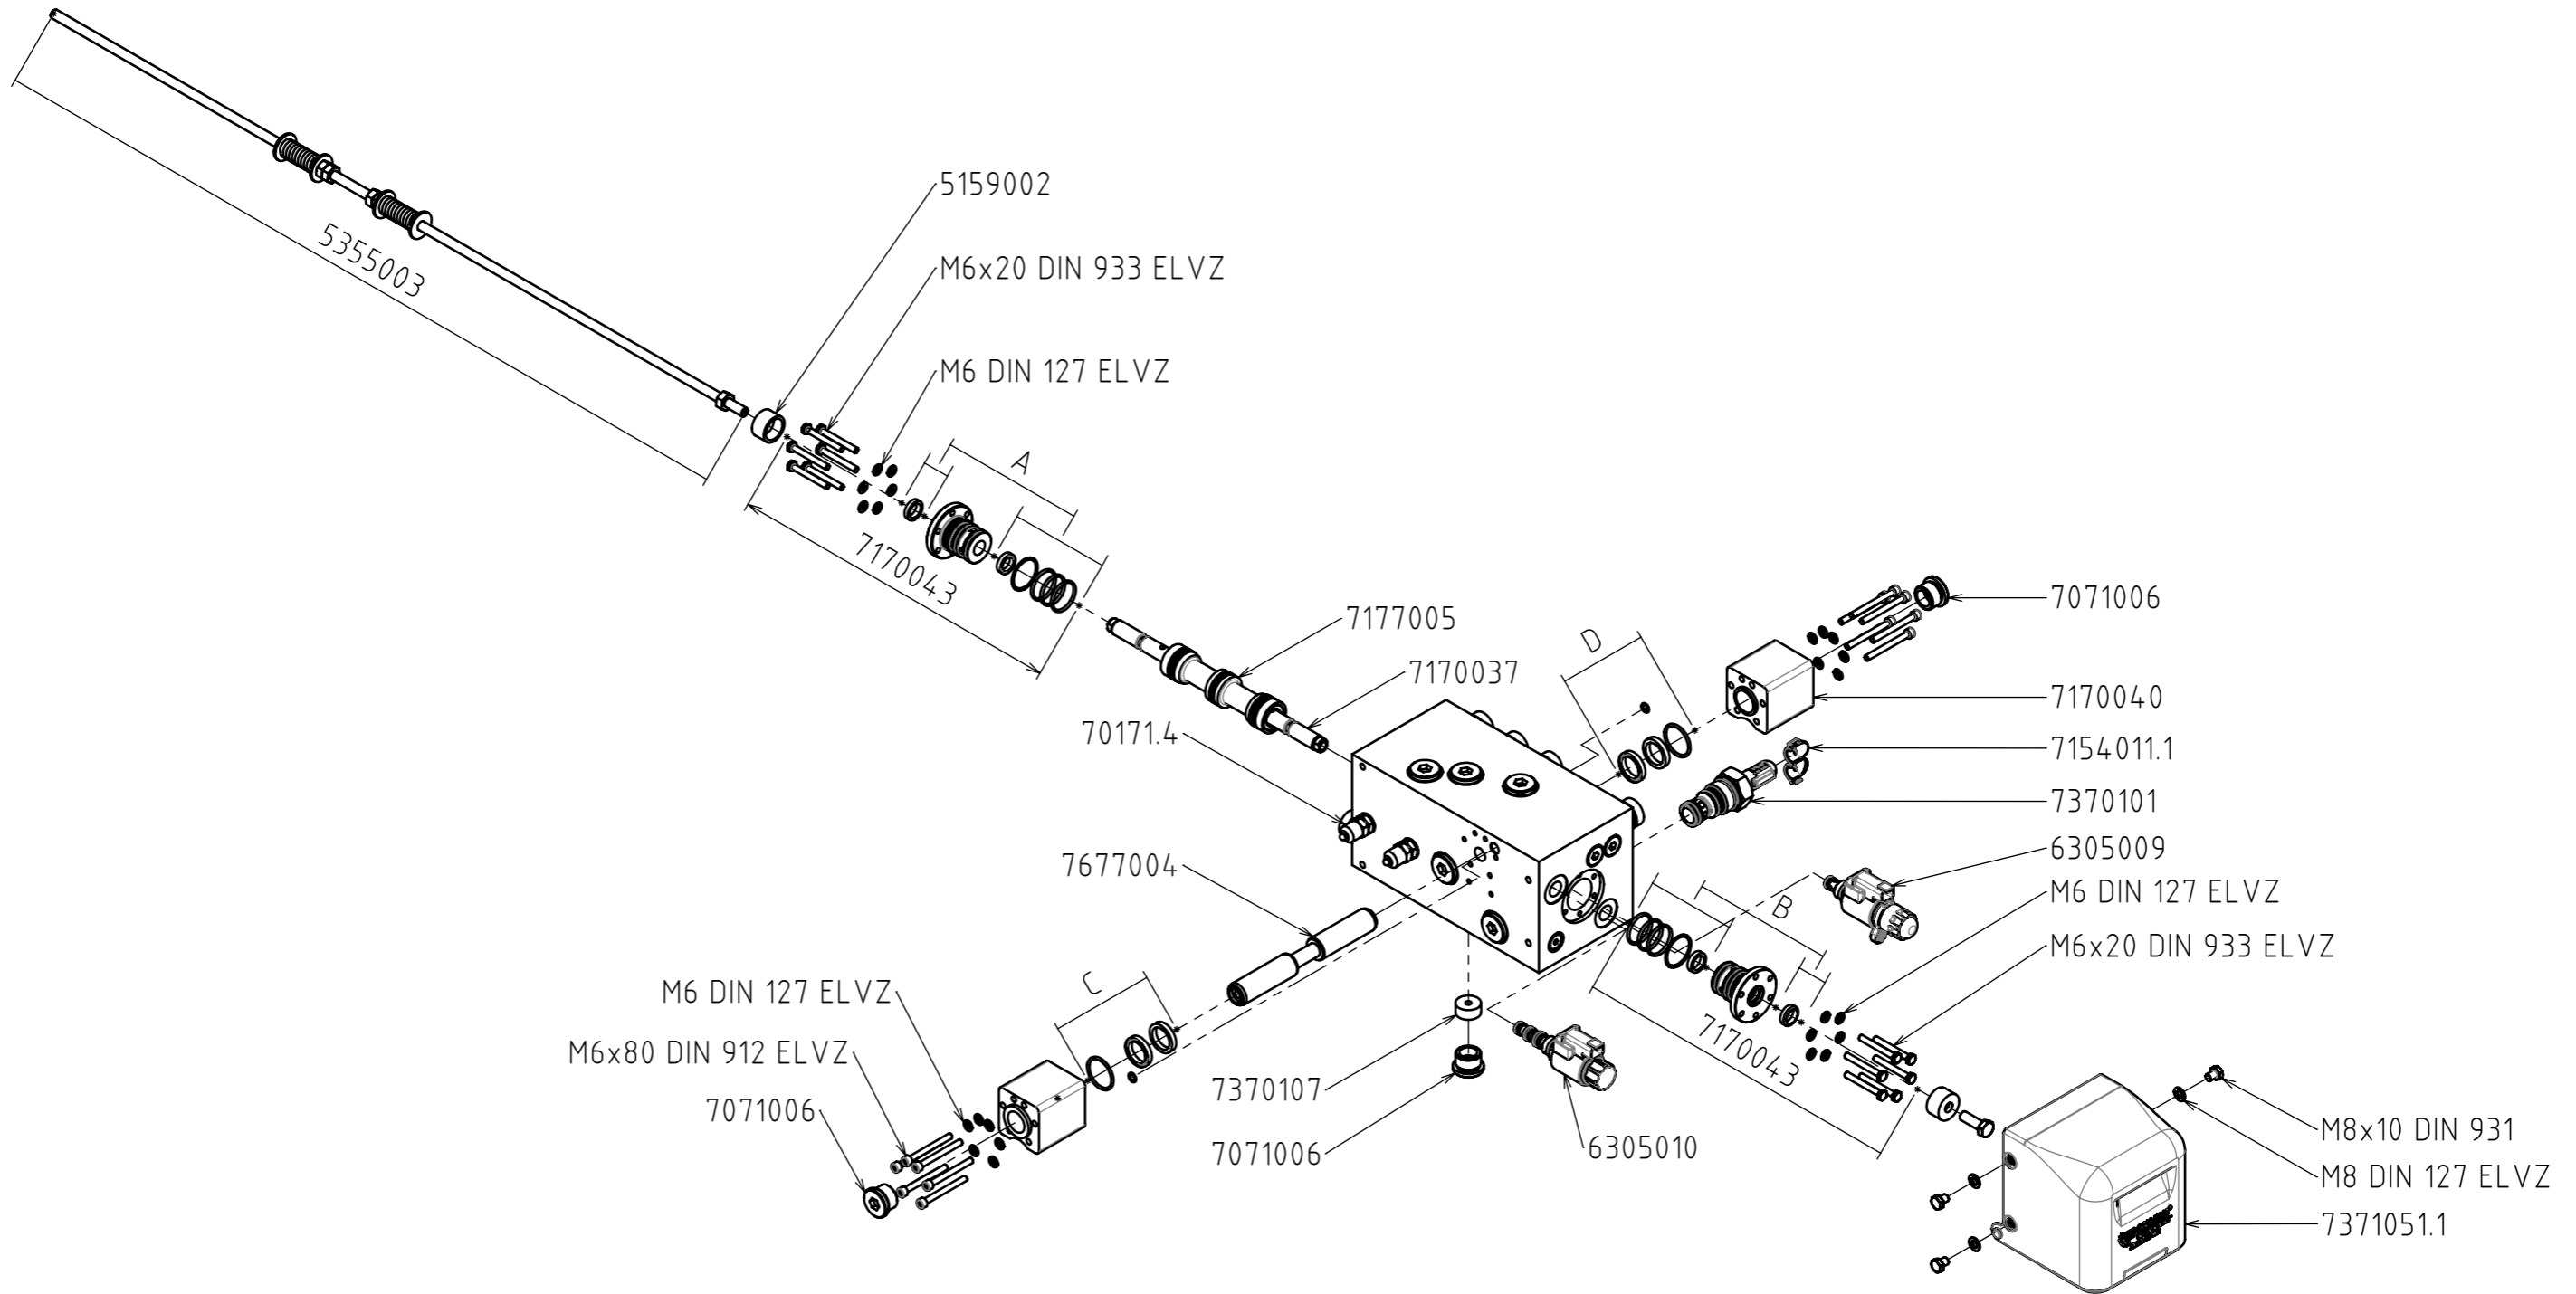 5159002
M6x20 DIN 933 ELVZ
5355003
M6 DIN 127 ELVZ
A
7170043
7071006
7177005
D
7170037
7170040
70171.4
7154011.1
7370101
7677004
6305009
M6 DIN 127 ELVZ
B
M6x20 DIN 933 ELVZ
C
M6 DIN 127 ELVZ
7170043
M6x80 DIN 912 ELVZ
7370107
7071006
M8x10 DIN 931
6305010
7071006
M8 DIN 127 ELVZ
7371051.1